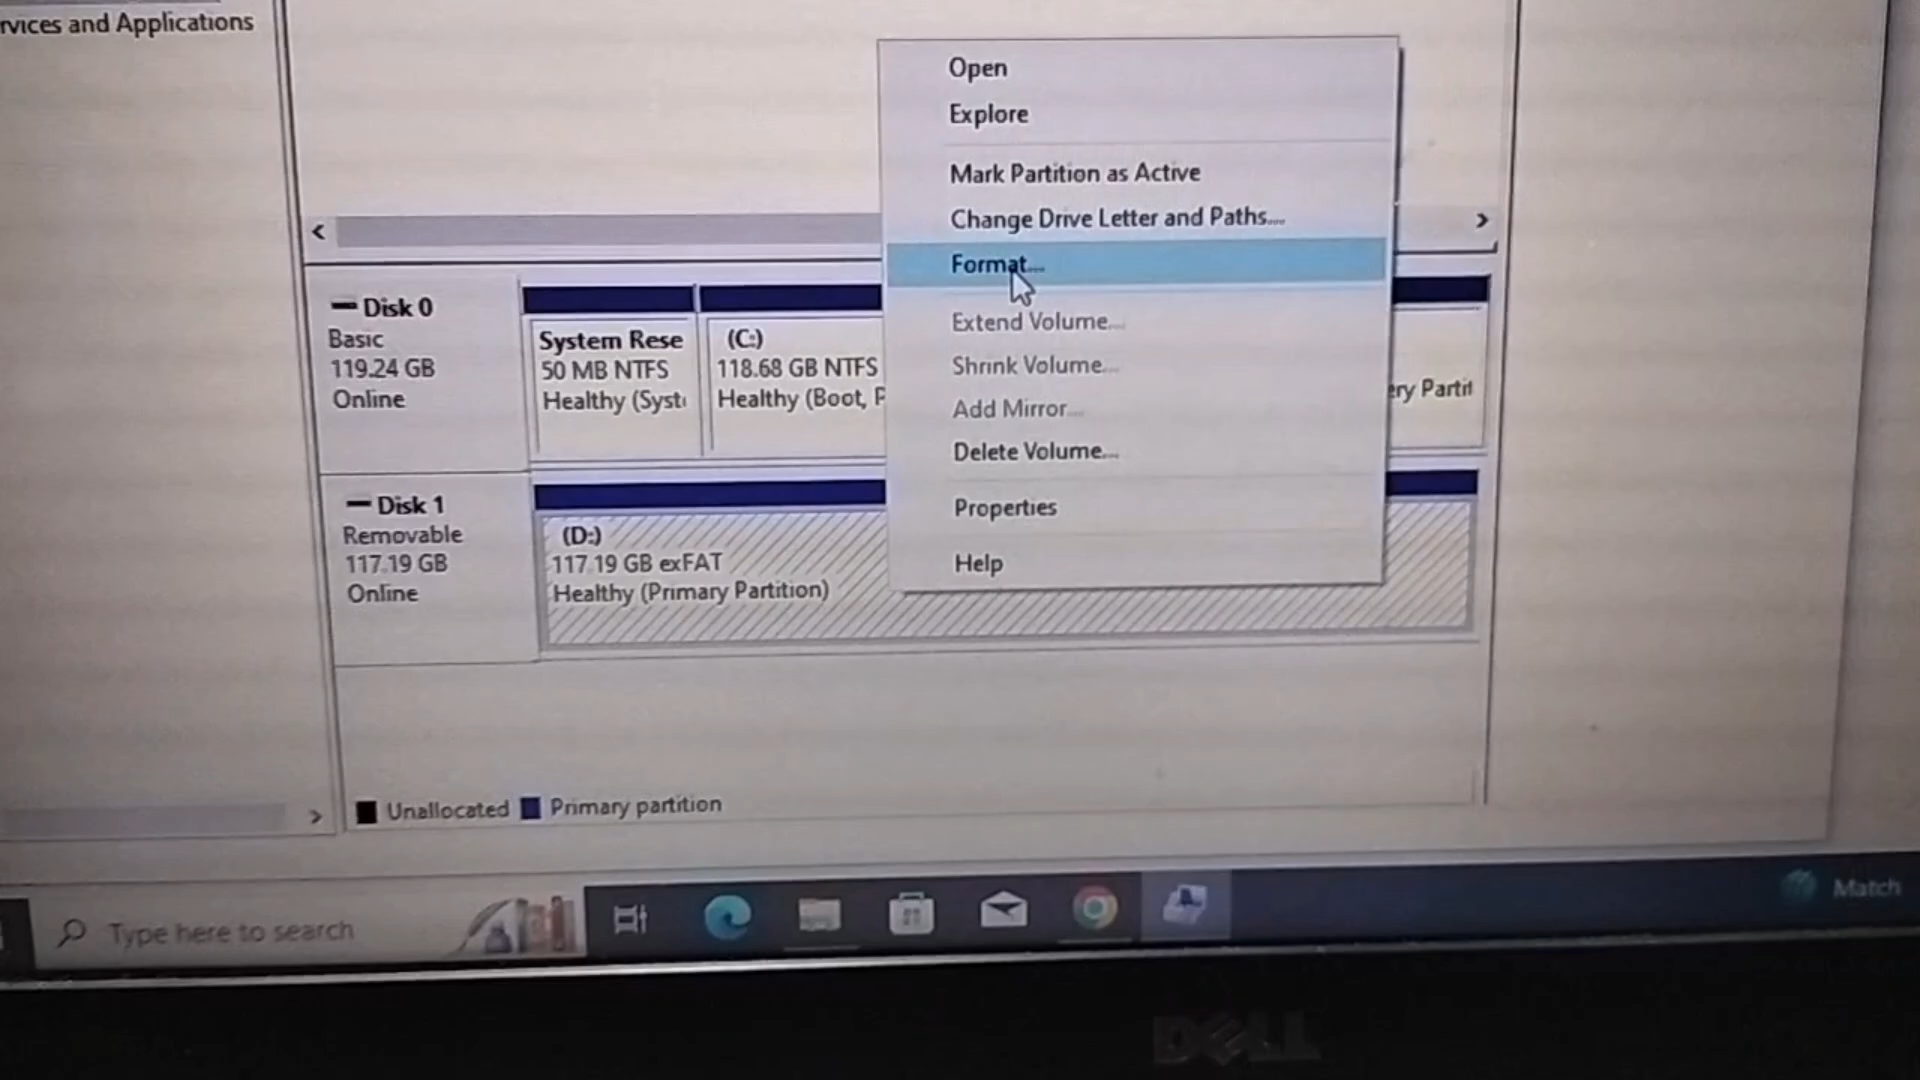 rvices and Applications
Open
Explore
Mark Partition as Active
Change Drive Letter and Paths...
Format...
Extend Volume...
Shrink Volume...
Add Mirror...
Delete Volume...
Properties
Help
Disk 0
Basic
119.24 GB
Online
System Rese
50 MB NTFS
Healthy (Syst
(C:)
118.68 GB NTFS
Healthy (Boot, P
ery Partit
Disk 1
Removable
117.19 GB
Online
(D:)
117.19 GB exFAT
Healthy (Primary Partition)
Unallocated
Primary partition
Type here to search
Match
DELL